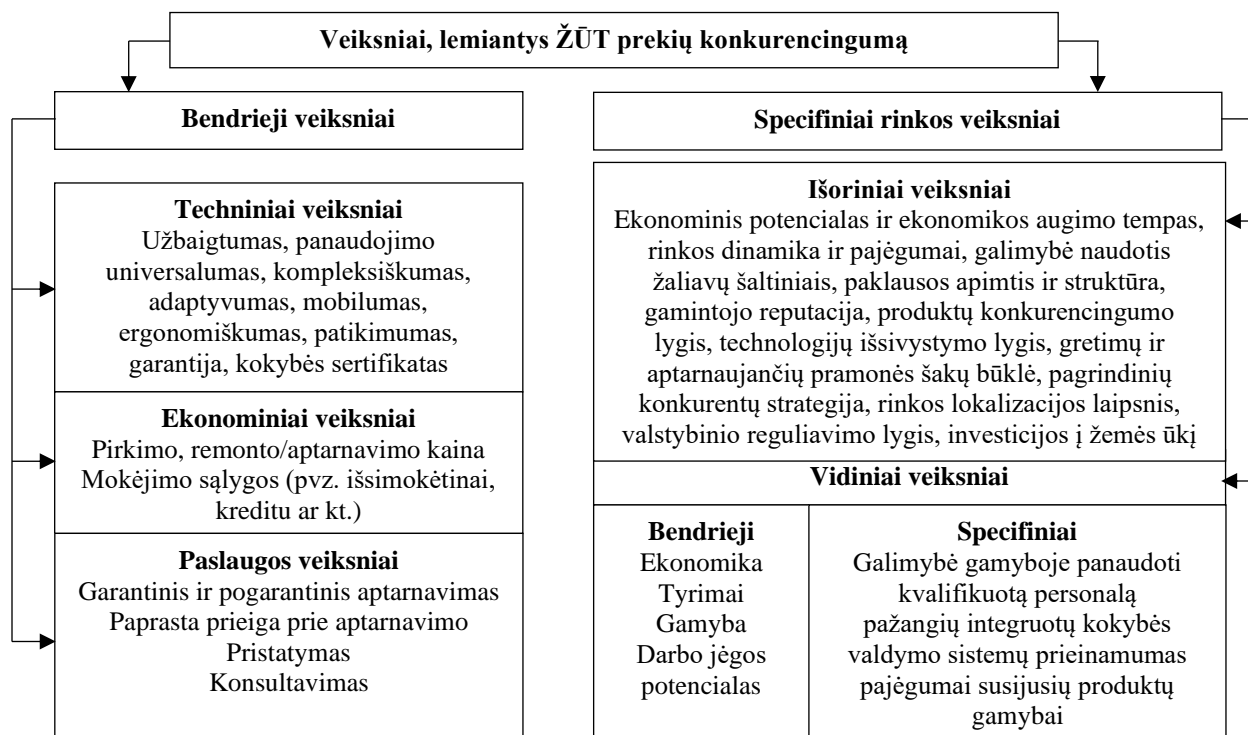 Veiksniai, lemiantys ŽŪT prekių konkurencingumą
Bendrieji veiksniai
Techniniai veiksniai
Užbaigtumas, panaudojimo
universalumas, kompleksiškumas,
adaptyvumas, mobilumas,
ergonomiškumas, patikimumas,
garantija, kokybės sertifikatas
Ekonominiai veiksniai
Pirkimo, remonto/aptarnavimo kaina
Mokėjimo sąlygos (pvz. išsimokėtinai,
kreditu ar kt.)
Paslaugos veiksniai
Garantinis ir pogarantinis aptarnavimas
Paprasta prieiga prie aptarnavimo
Pristatymas
Konsultavimas
Specifiniai rinkos veiksniai
Išoriniai veiksniai
Ekonominis potencialas ir ekonomikos augimo tempas,
rinkos dinamika ir pajėgumai, galimybė naudotis
žaliavų šaltiniais, paklausos apimtis ir struktūra,
gamintojo reputacija, produktų konkurencingumo
lygis, technologijų išsivystymo lygis, gretimų ir
aptarnaujančių pramonės šakų būklė, pagrindinių
konkurentų strategija, rinkos lokalizacijos laipsnis,
valstybinio reguliavimo lygis, investicijos į žemės ūkį
Vidiniai veiksniai
Bendrieji
Ekonomika
Tyrimai
Gamyba
Darbo jėgos
potencialas
Specifiniai
Galimybė gamyboje panaudoti
kvalifikuotą personalą
pažangių integruotų kokybės
valdymo sistemų prieinamumas
pajėgumai susijusių produktų
gamybai